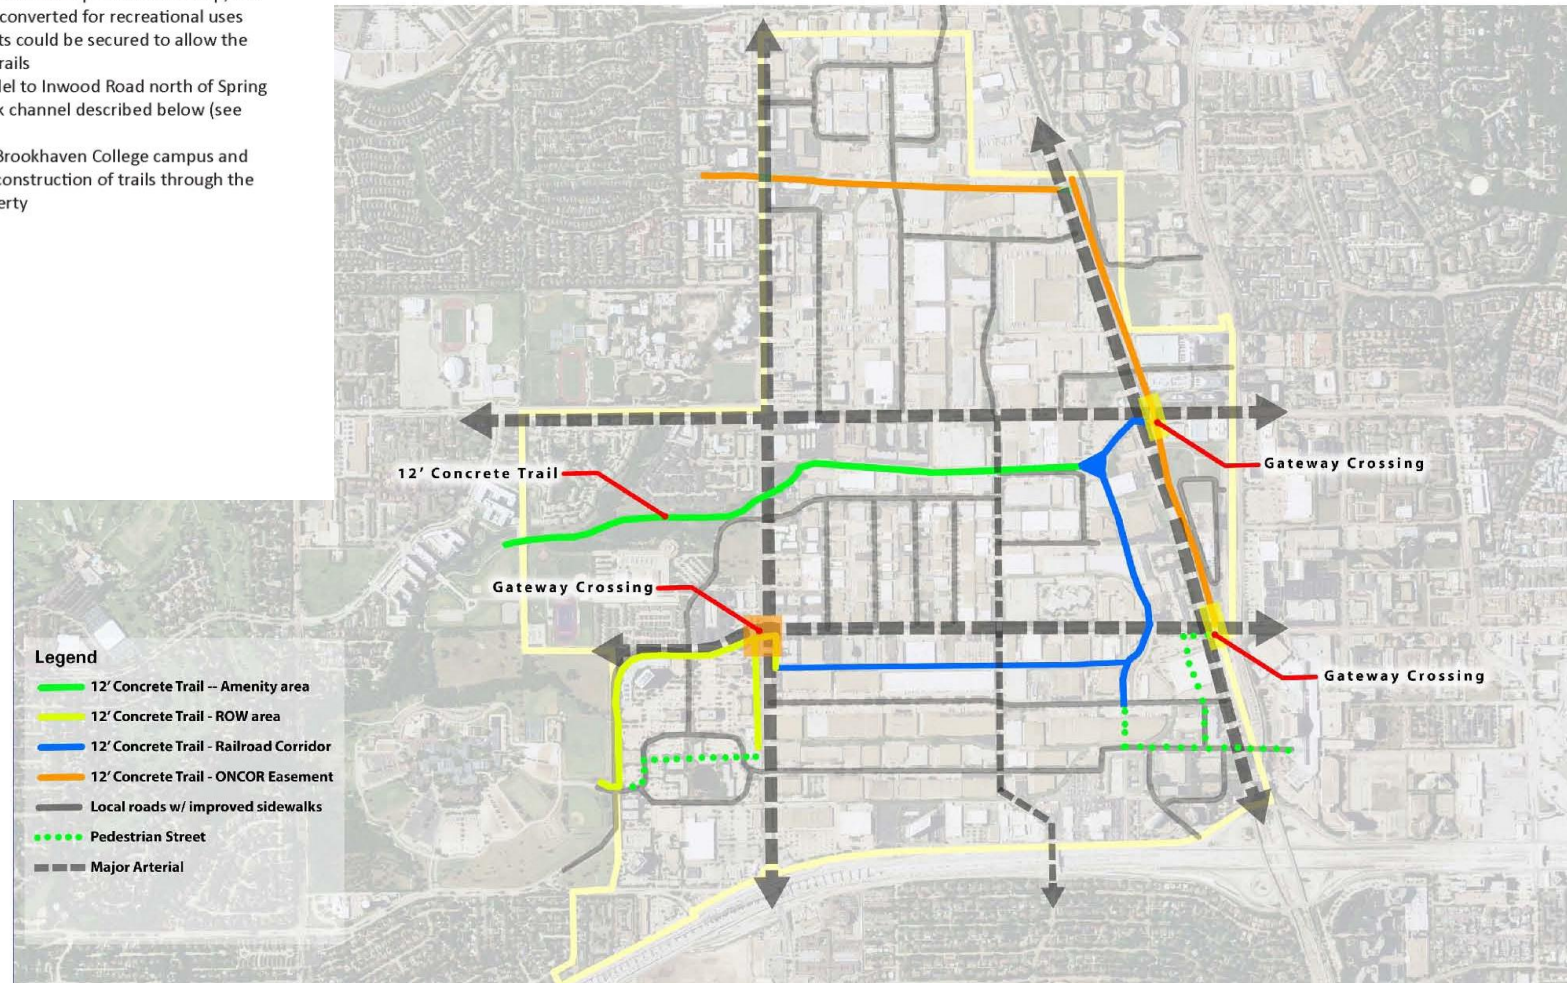 converted for recreational uses
ts could be secured to allow the
rails
lel to Inwood Road north of Spring
k channel described below (see
Brookhaven College campus and
construction of trails through the
erty
12’ Concrete Trail
Gateway Crossing
Gateway Crossing
Gateway Crossing
Legend
12’ Concrete Trail -- Amenity area
12’ Concrete Trail - ROW area
12’ Concrete Trail - Railroad Corridor
12’ Concrete Trail - ONCOR Easement
Local roads w/ improved sidewalks
Pedestrian Street
Major Arterial